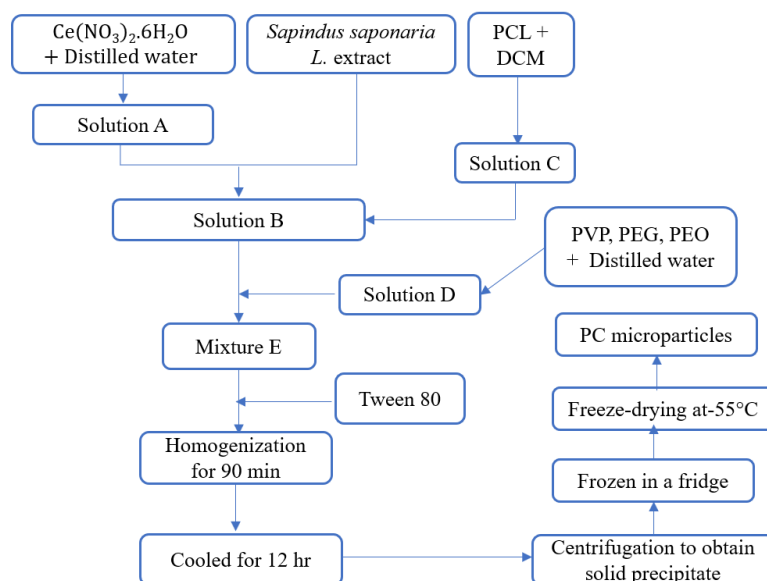 Ce(NO₃)₂.6H₂O
+ Distilled water
Sapindus saponaria
L. extract
PCL +
DCM
Solution A
Solution C
Solution B
PVP, PEG, PEO
+ Distilled water
Solution D
Mixture E
PC microparticles
Tween 80
Freeze-drying at-55°C
Homogenization
for 90 min
Frozen in a fridge
Cooled for 12 hr
Centrifugation to obtain
solid precipitate